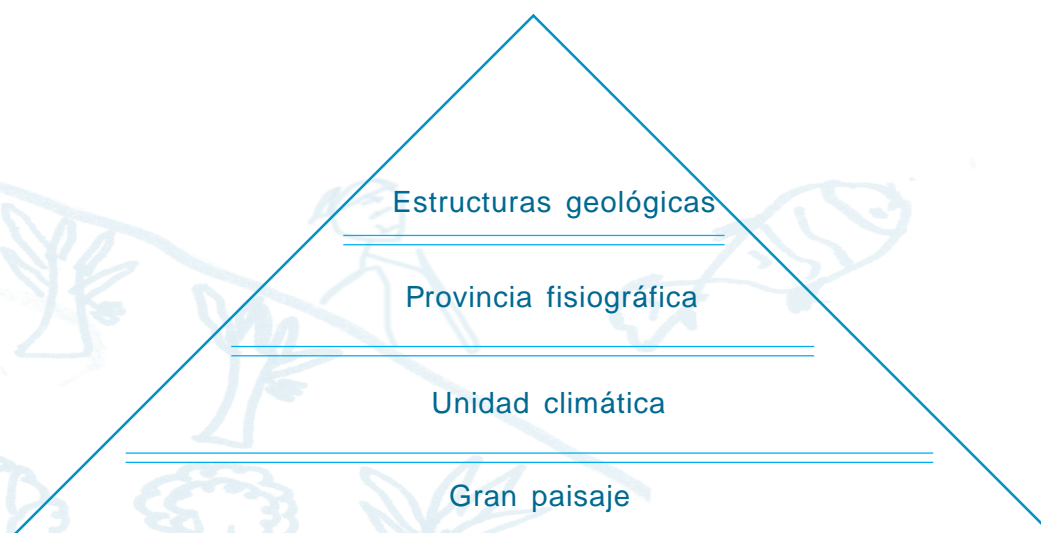 Estructuras geológicas
Provincia fisiográfica
Unidad climática
Gran paisaje